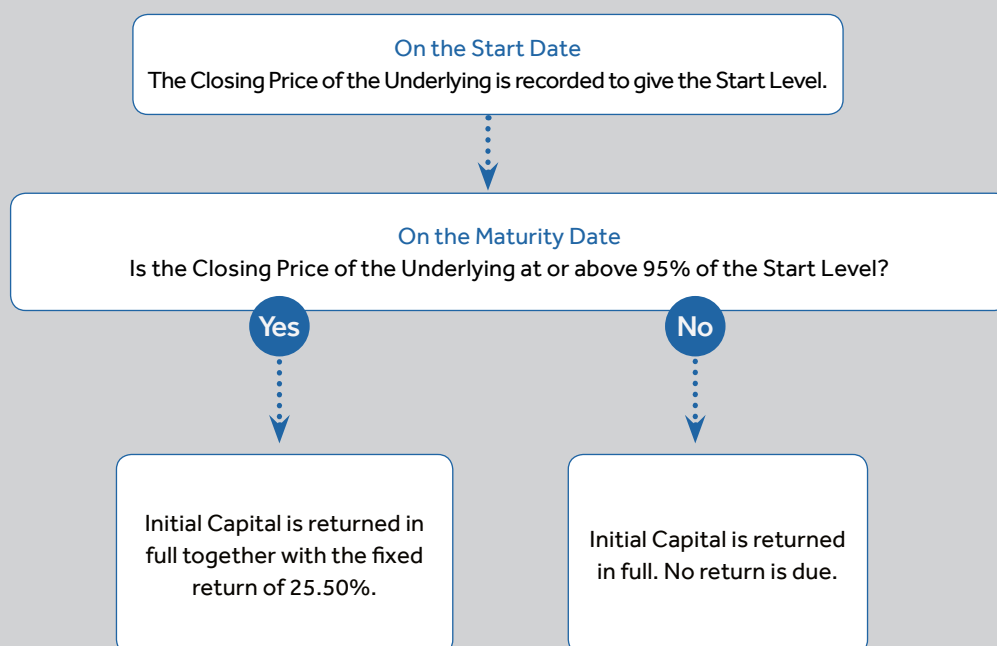 On the Start Date
The Closing Price of the Underlying is recorded to give the Start Level.
On the Maturity Date
Is the Closing Price of the Underlying at or above 95% of the Start Level?
Yes
No
Initial Capital is returned in
full together with the fixed
return of 25.50%.
Initial Capital is returned
in full. No return is due.